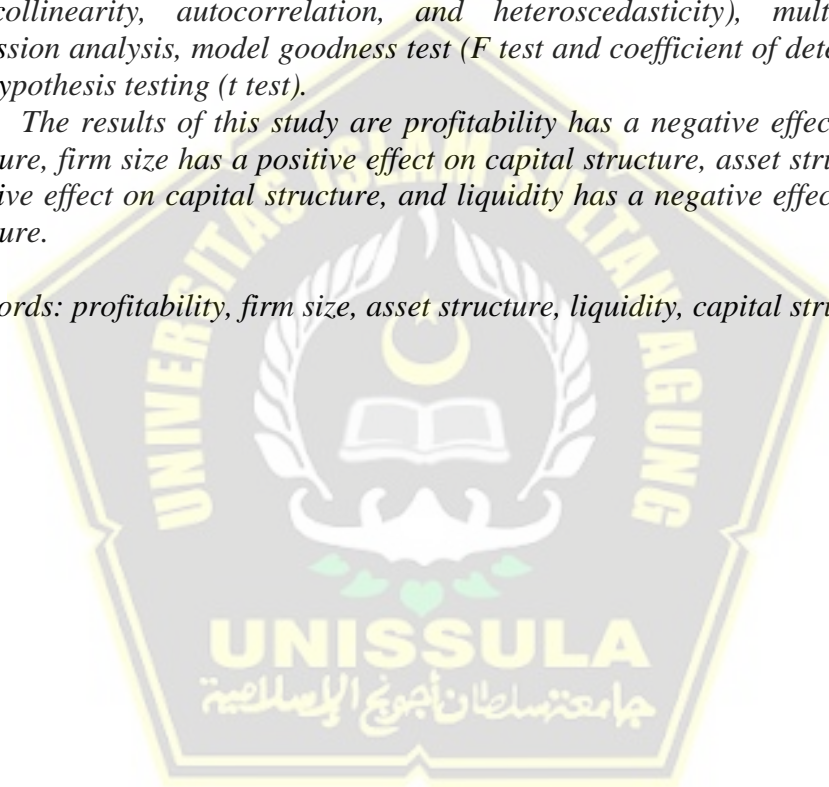 collinearity, autocorrelation, and heteroscedasticity), mult
ssion analysis, model goodness test (F test and coefficient of dete
ypothesis testing (t test).
The results of this study are profitability has a negative effec
ure, firm size has a positive effect on capital structure, asset stru
ive effect on capital structure, and liquidity has a negative effec
ure.
ords: profitability, firm size, asset structure, liquidity, capital stru
UNIVERSITAS ISLAM SULTAN AGUNG
UNISSULA
جامعة سلطان أجونج الإسلامية